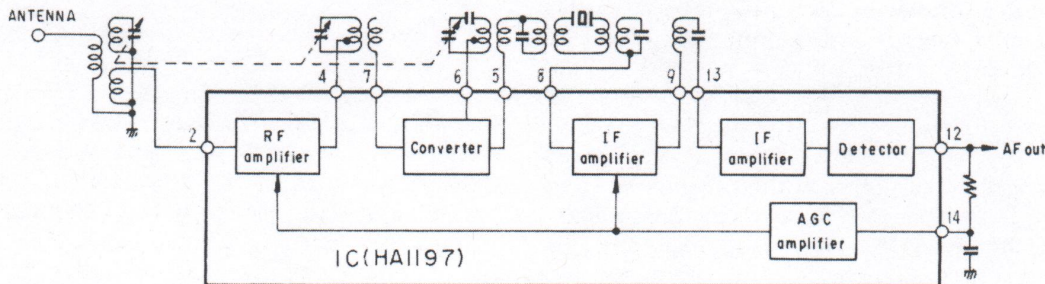 ANTENNA
4 7 6 5 8 9 13
2
RF amplifier
Converter
IF amplifier
IF amplifier
Detector
12
AF out
AGC amplifier
14
IC(HA1197)